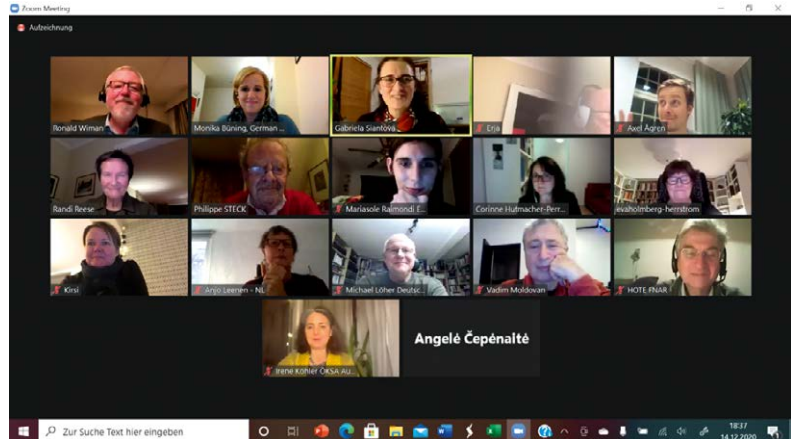 Zoom Meeting
Aufzeichnung
Ronald Wiman
Monika Büning, German ...
Gabriela Siantova
Erja
Axel Ågren
Randi Reese
Philippe STECK
Mariasole Raimondi E...
Corinne Hutmacher-Perr...
evaholmberg-herrstrom
Kirsi
Anjo Leenen - NL
Michael Löher Deutsc...
Vadim Moldovan
HOTE FNAR
Irene Köhler ÖKSA Au...
Angelė Čepėnaitė
Zur Suche Text hier eingeben
18:37
14.12.2020